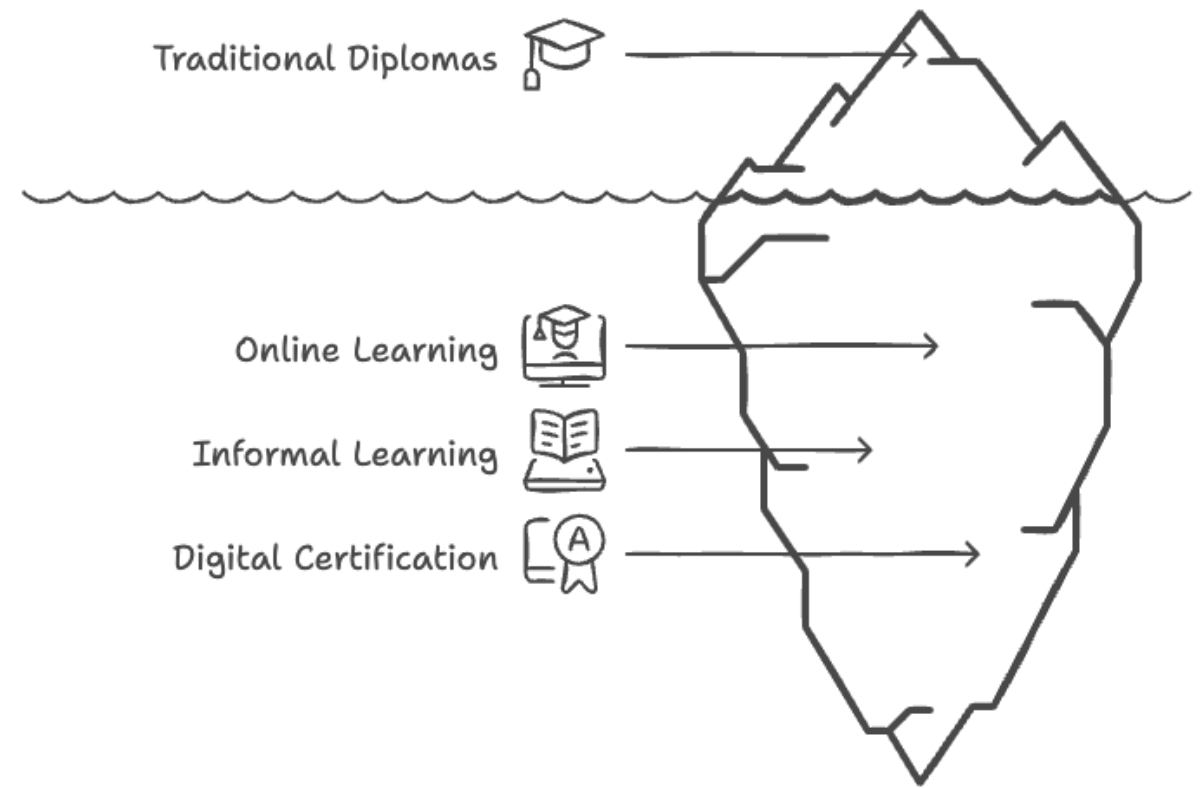 Traditional Diplomas
Online Learning
Informal Learning
Digital Certification
A